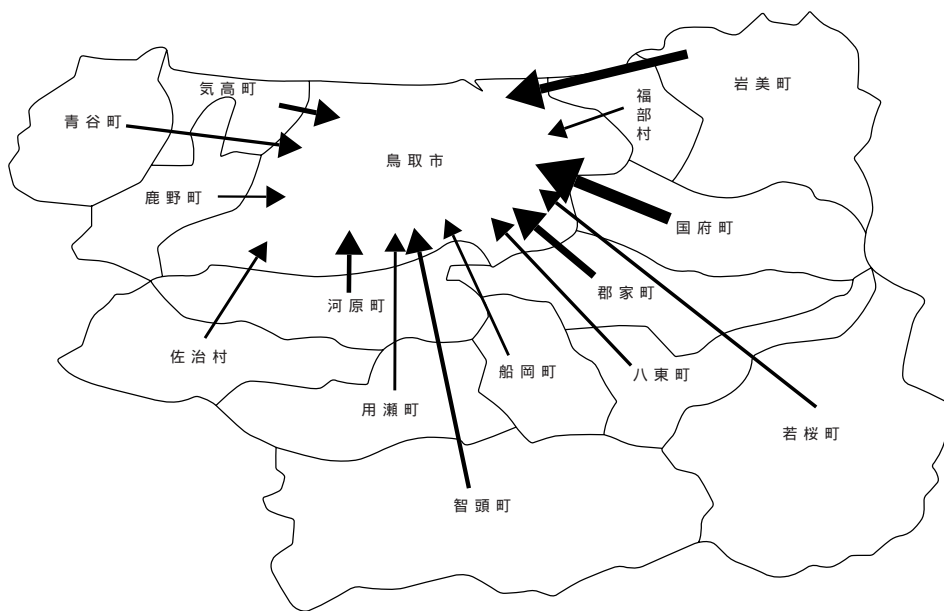 岩美町
気高町
福部村
青谷町
鳥取市
鹿野町
国府町
郡家町
河原町
佐治村
船岡町
八東町
用瀬町
若桜町
智頭町